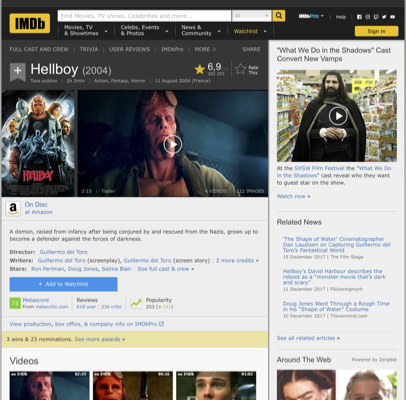 IMDb
Find Movies, TV shows, Celebrities and more...
All
IMDbPro
Help
Movies, TV & Showtimes
Celebs, Events & Photos
News & Community
Watchlist
Sign in
FULL CAST AND CREW | TRIVIA | USER REVIEWS | IMDbPro | MORE
SHARE
Hellboy (2004)
6,9
Rate This
Tous publics | 2h 2min | Action, Fantasy, Horror | 11 August 2004 (France)
HELLBOY
2:15 | Trailer
VIDEOS
IMAGES
On Disc
at Amazon
A demon, raised from infancy after being conjured by and rescued from the Nazis, grows up to
become a defender against the forces of darkness.
Director: Guillermo del Toro
Writers: Guillermo del Toro (screenplay), Guillermo del Toro (screen story) | 2 more credits »
Stars: Ron Perlman, Doug Jones, Selma Blair | See full cast & crew »
+ Add to Watchlist
Metascore
From metacritic.com
Reviews
user | critic
Popularity
View production, box office, & company info on IMDbPro
3 wins & 23 nominations. See more awards »
Videos
"What We Do in the Shadows" Cast
Convert New Vamps
At the SXSW Film Festival the "What We Do
in the Shadows" cast reveal who they want
to guest star on the show.
Watch now »
Related News
'The Shape of Water' Cinematographer
Dan Laustsen on Capturing Guillermo del
Toro's Fantastical World
15 December 2017 | The Film Stage
Hellboy's David Harbour describes the
reboot as a "monster movie that's dark
and scary"
11 December 2017 | Flickeringmyth
Doug Jones Went Through a Rough Time
in his "Shape of Water" Costume
10 December 2017 | TVovermind.com
See all related articles »
Around The Web
Powered by ZergNet